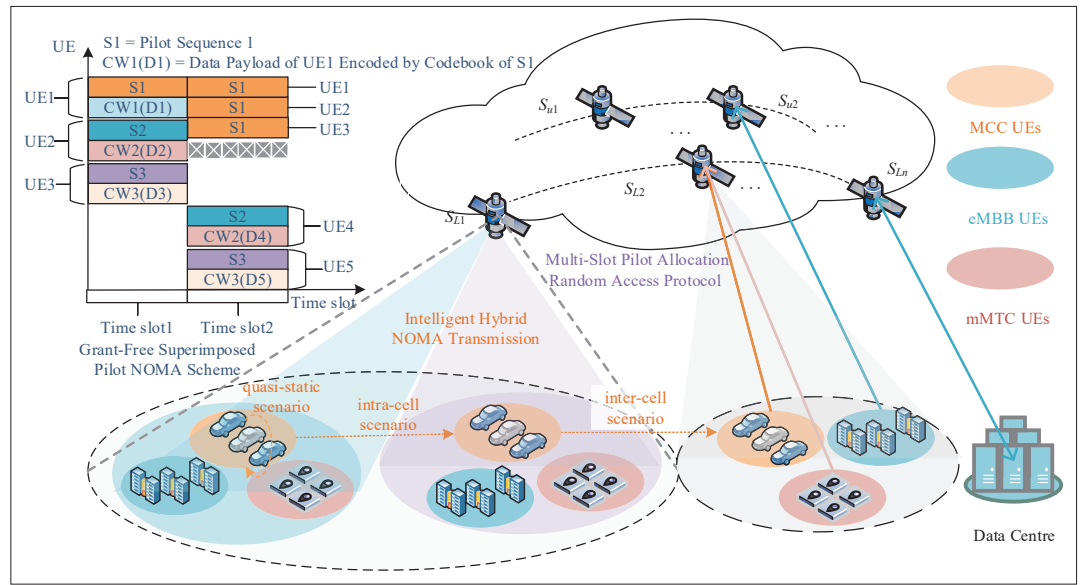 UE
S1 = Pilot Sequence 1
CW1(D1) = Data Payload of UE1 Encoded by Codebook of S1
UE1
S1
S1
UE1
CW1(D1)
S1
UE2
UE2
S2
S1
UE3
CW2(D2)
UE3
S3
CW3(D3)
S2
CW2(D4)
UE4
S3
CW3(D5)
UE5
Time slot
Time slot1
Time slot2
Grant-Free Superimposed
Pilot NOMA Scheme
Su1
Su2
...
...
SL1
SL2
...
SLn
Multi-Slot Pilot Allocation
Random Access Protocol
Intelligent Hybrid
NOMA Transmission
quasi-static
scenario
intra-cell
scenario
inter-cell
scenario
MCC UEs
eMBB UEs
mMTC UEs
Data Centre